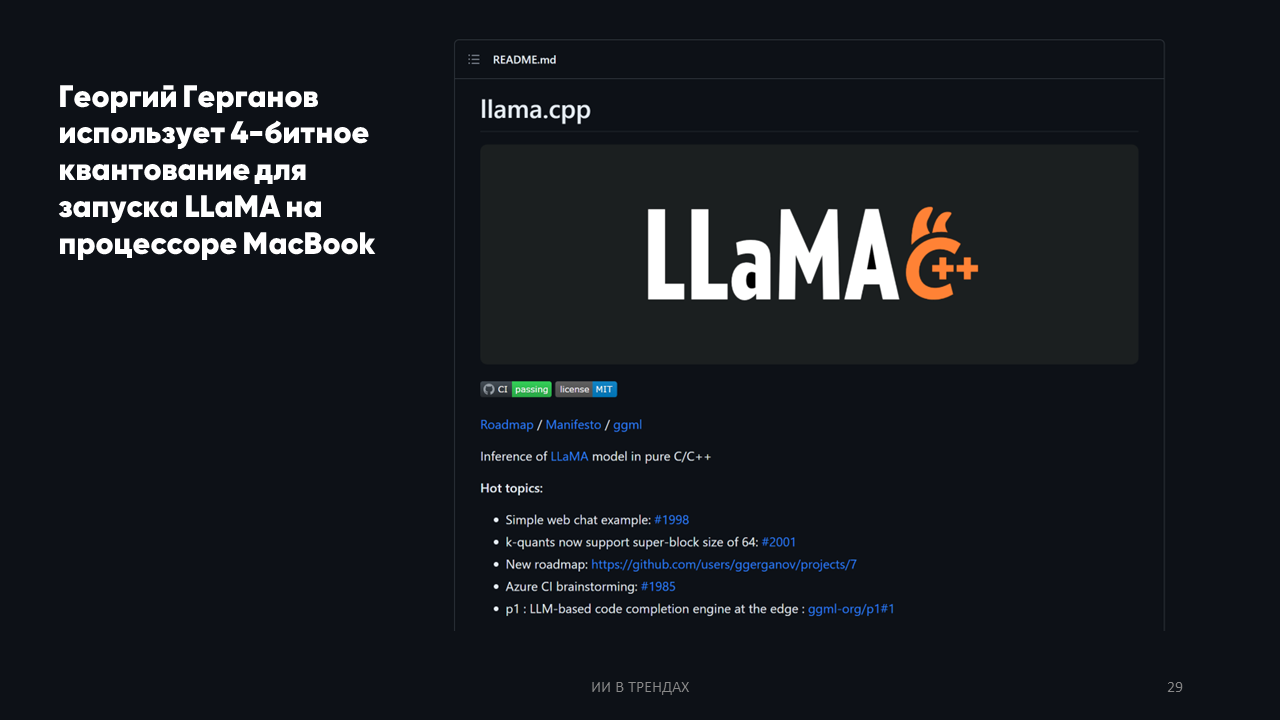 Георгий Герганов
использует 4-битное
квантование для
запуска LLaMA на
процессоре MacBook
README.md
llama.cpp
LLaMA C++
CI passing license MIT
Roadmap / Manifesto / ggml
Inference of LLaMA model in pure C/C++
Hot topics:
• Simple web chat example: #1998
• k-quants now support super-block size of 64: #2001
• New roadmap: https://github.com/users/ggerganov/projects/7
• Azure CI brainstorming: #1985
• p1 : LLM-based code completion engine at the edge : ggml-org/p1#1
ИИ В ТРЕНДАХ
29